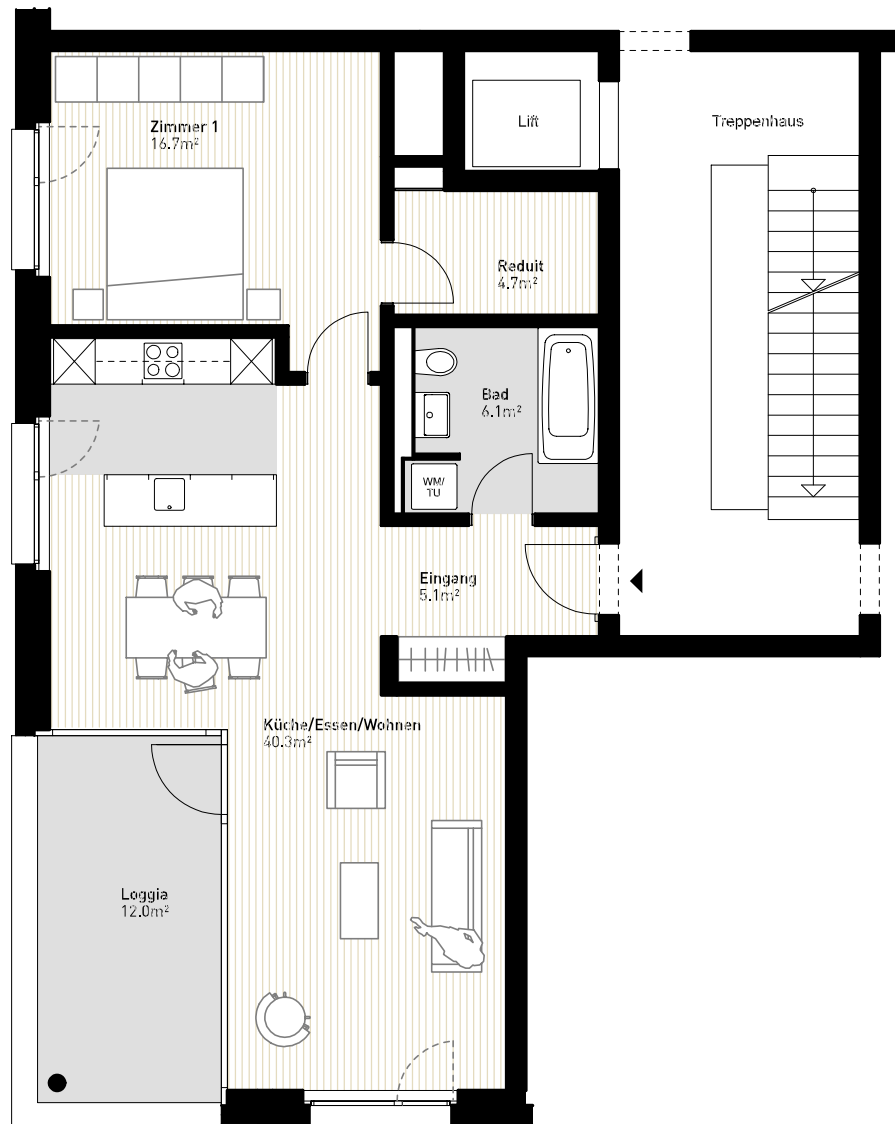 Zimmer 1
16.7m²
Lift
Treppenhaus
Reduit
4.7m²
Bad
6.1m²
WM/
TU
Eingang
5.1m²
Küche/Essen/Wohnen
40.3m²
Loggia
12.0m²